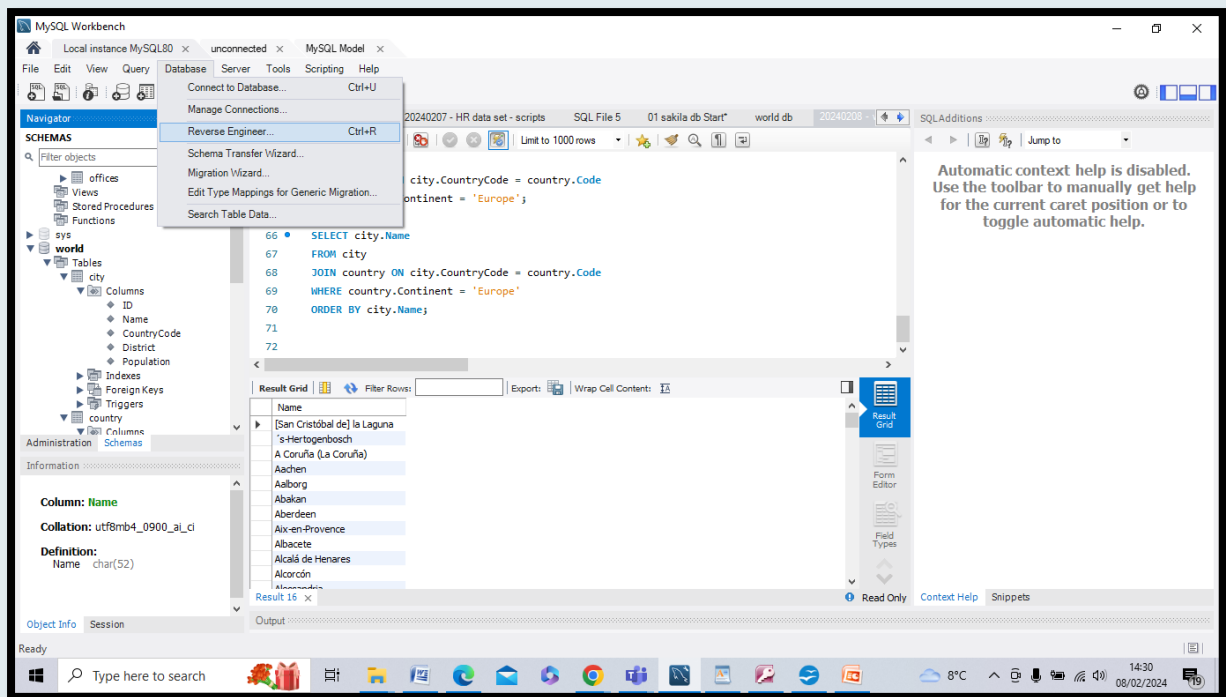 MySQL Workbench
Local instance MySQL80 × unconnected × MySQL Model ×
File Edit View Query Database Server Tools Scripting Help
Connect to Database... Ctrl+U
Manage Connections...
Reverse Engineer... Ctrl+R
Schema Transfer Wizard...
Migration Wizard...
Edit Type Mappings for Generic Migration...
Search Table Data...
Navigator
SCHEMAS
Filter objects
offices
Views
Stored Procedures
Functions
sys
world
Tables
city
Columns
ID
Name
CountryCode
District
Population
Indexes
Foreign Keys
Triggers
country
Columns
Administration Schemas
Information
Column: Name
Collation: utf8mb4_0900_ai_ci
Definition:
Name char(52)
Object Info Session
20240207 - HR data set - scripts SQL File 5 01 sakila db Start* world db 20240208 -
Limit to 1000 rows
city.CountryCode = country.Code
ontinent = 'Europe';
66 SELECT city.Name
67 FROM city
68 JOIN country ON city.CountryCode = country.Code
69 WHERE country.Continent = 'Europe'
70 ORDER BY city.Name;
71
72
Result Grid Filter Rows: Export: Wrap Cell Content:
Name
[San Cristóbal de] la Laguna
´s-Hertogenbosch
A Coruña (La Coruña)
Aachen
Aalborg
Abakan
Aberdeen
Aix-en-Provence
Albacete
Alcalá de Henares
Alcorcón
Result Grid
Form Editor
Field Types
Result 16 ×
Read Only
Output
SQLAdditions
Jump to
Automatic context help is disabled.
Use the toolbar to manually get help
for the current caret position or to
toggle automatic help.
Context Help Snippets
Ready
Type here to search
8°C
14:30
08/02/2024
19